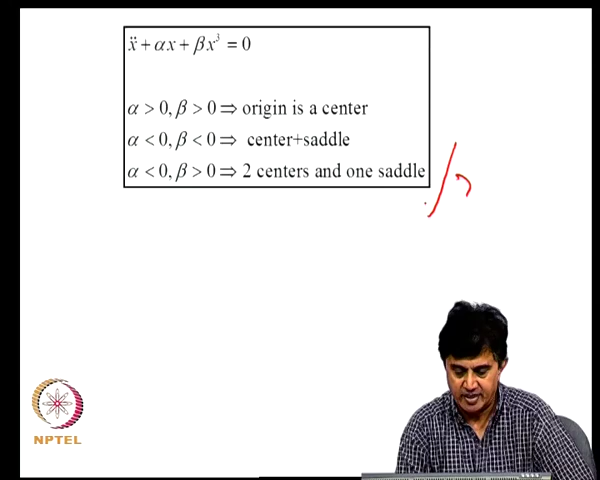 ẍ + αx + βx³ = 0
α > 0, β > 0 ⇒ origin is a center
α < 0, β < 0 ⇒ center+saddle
α < 0, β > 0 ⇒ 2 centers and one saddle
NPTEL